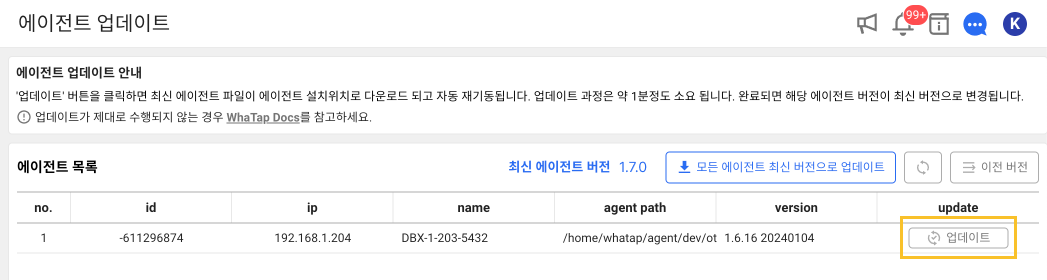 에이전트 업데이트
99+
K
에이전트 업데이트 안내
'업데이트' 버튼을 클릭하면 최신 에이전트 파일이 에이전트 설치위치로 다운로드 되고 자동 재기동됩니다. 업데이트 과정은 약 1분정도 소요 됩니다. 완료되면 해당 에이전트 버전이 최신 버전으로 변경됩니다.
업데이트가 제대로 수행되지 않는 경우 WhaTap Docs를 참고하세요.
에이전트 목록 최신 에이전트 버전 1.7.0 모든 에이전트 최신 버전으로 업데이트 이전 버전
no. id ip name agent path version update
1 -611296874 192.168.1.204 DBX-1-203-5432 /home/whatap/agent/dev/ot 1.6.16 20240104 업데이트